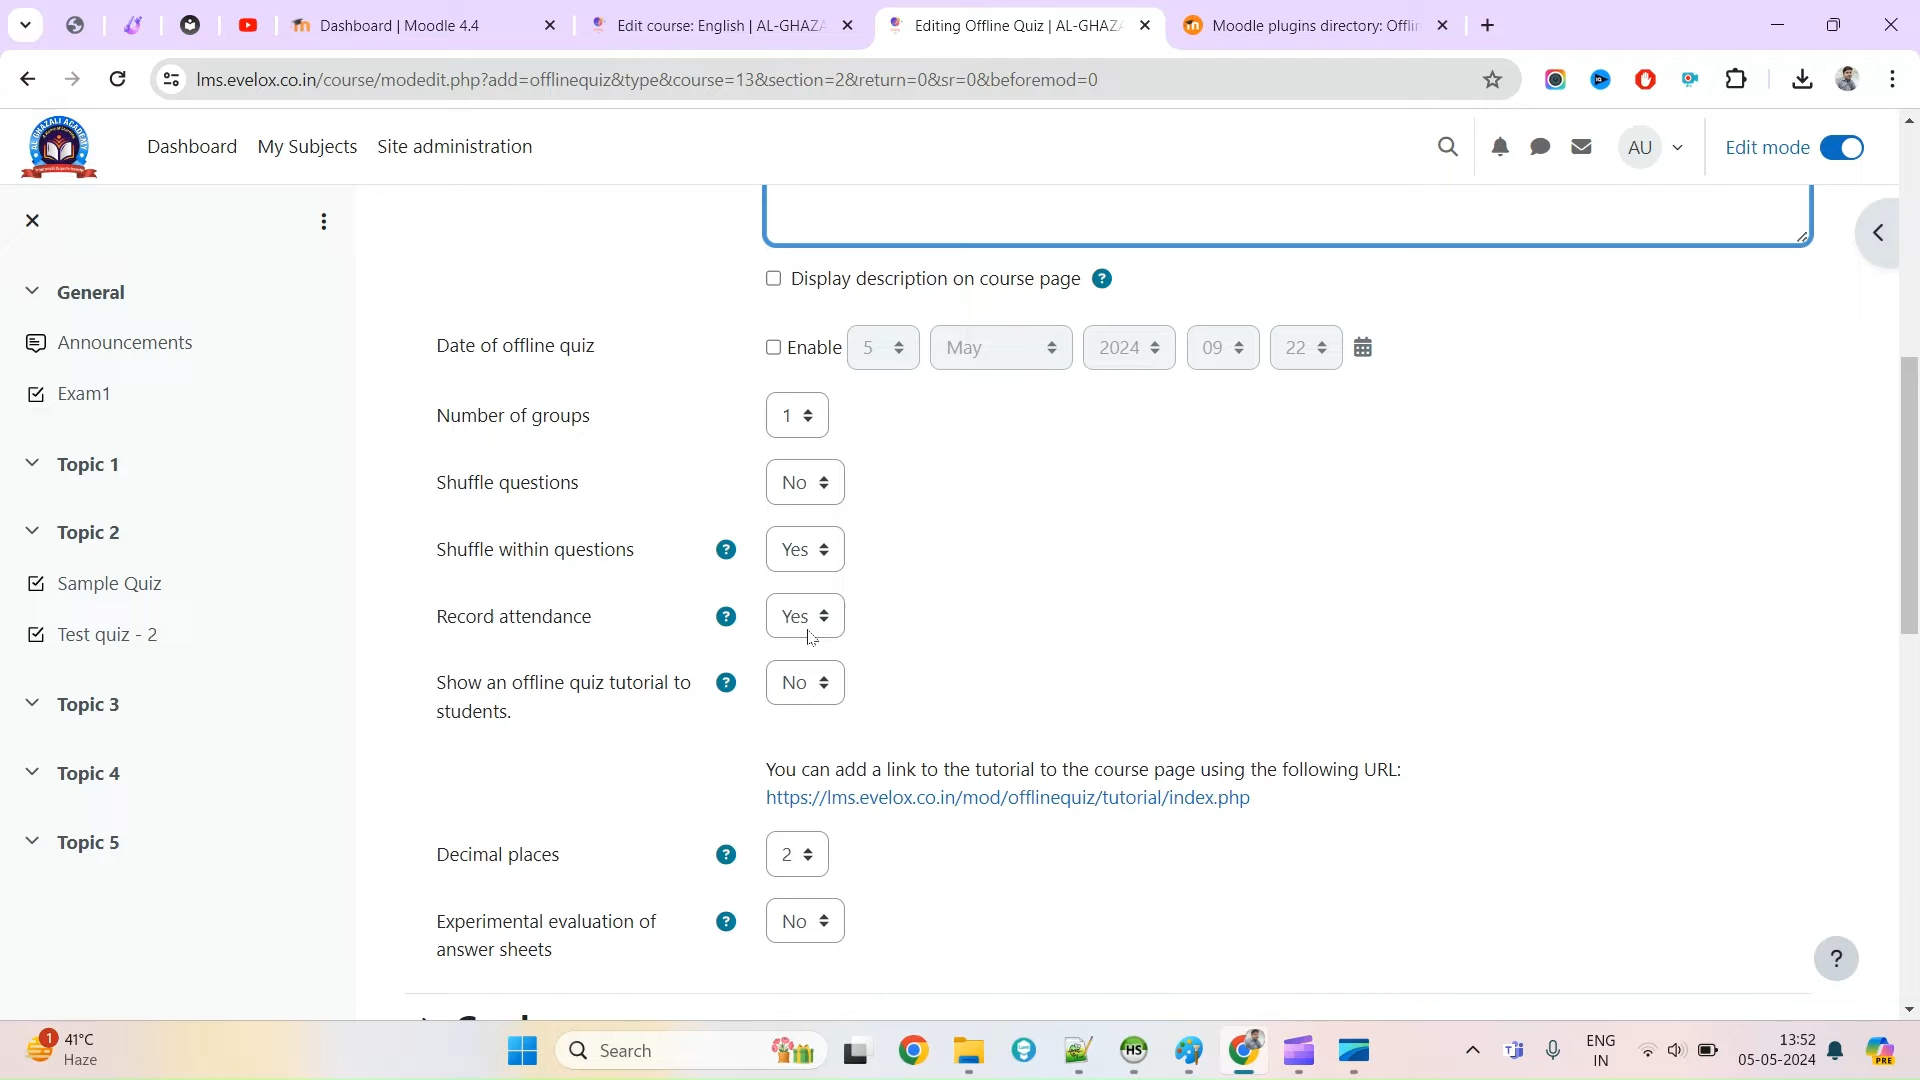 Dashboard | Moodle 4.4
Edit course: English | AL-GHAZA
Editing Offline Quiz | AL-GHAZA
Moodle plugins directory: Offlin
lms.evelox.co.in/course/modedit.php?add=offlinequiz&type&course=13&section=2&return=0&sr=0&beforemod=0
AL GHAZALI ACADEMY
Dashboard My Subjects Site administration
AU
Edit mode
General
Announcements
Exam1
Topic 1
Topic 2
Sample Quiz
Test quiz - 2
Topic 3
Topic 4
Topic 5
Display description on course page ?
Date of offline quiz Enable 5 May 2024 09 22
Number of groups 1
Shuffle questions No
Shuffle within questions ? Yes
Record attendance ? Yes
Show an offline quiz tutorial to ? No
students.
You can add a link to the tutorial to the course page using the following URL:
https://lms.evelox.co.in/mod/offlinequiz/tutorial/index.php
Decimal places ? 2
Experimental evaluation of ? No
answer sheets
?
1
41°C
Haze
Search
HS
ENG
IN
13:52
05-05-2024
PRE